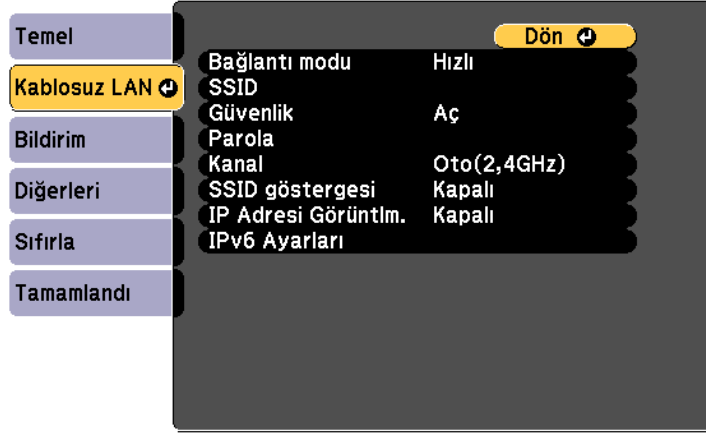 Temel
Kablosuz LAN
Bildirim
Diğerleri
Sıfırla
Tamamlandı
Dön
Bağlantı modu Hızlı
SSID
Güvenlik Aç
Parola
Kanal Oto(2,4GHz)
SSID göstergesi Kapalı
IP Adresi Görüntlm. Kapalı
IPv6 Ayarları